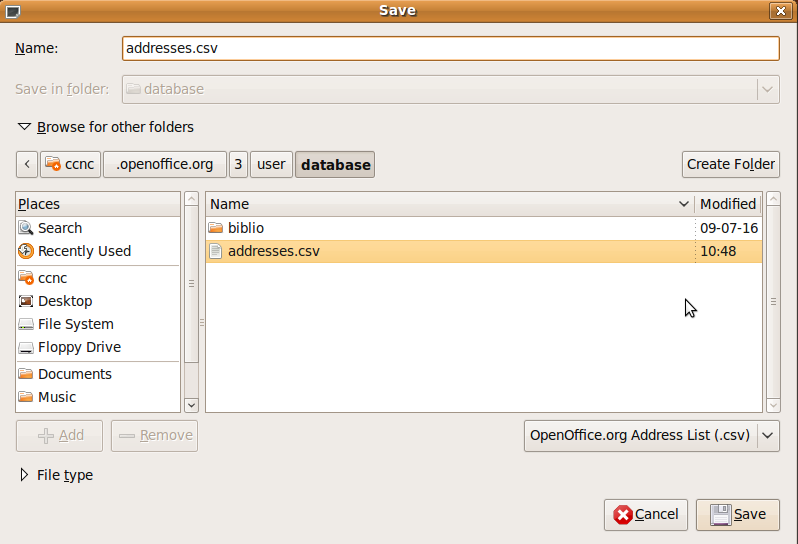 Save
Name: addresses.csv
Save in folder: database
Browse for other folders
< ccnc .openoffice.org 3 user database Create Folder
Places Name Modified
Search biblio 09-07-16
Recently Used addresses.csv 10:48
ccnc
Desktop
File System
Floppy Drive
Documents
Music
Add Remove OpenOffice.org Address List (.csv)
File type
Cancel Save